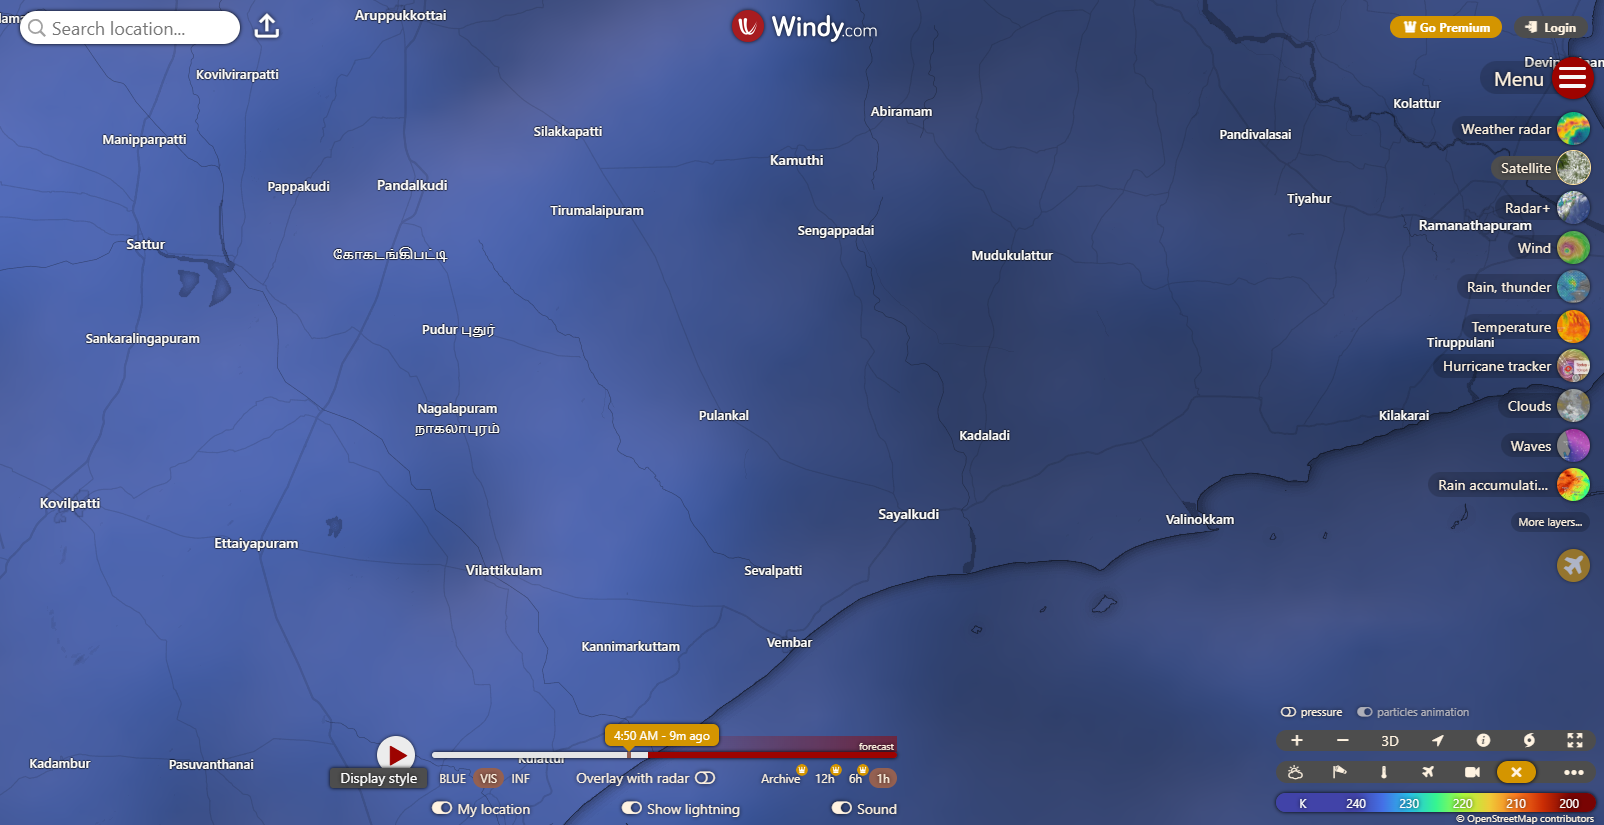 Search location...
Windy.com
Go Premium
Login
Menu
Aruppukkottai
Kovilvirarpatti
Manipparpatti
Silakkapatti
Abiramam
Kolattur
Pandivalasai
Weather radar
Kamuthi
Satellite
Pappakudi
Pandalkudi
Tirumalaipuram
Tiyahur
Radar+
Ramanathapuram
Sengappadai
Sattur
கோகடங்கிபட்டி
Mudukulattur
Wind
Rain, thunder
Pudur புதூர்
Temperature
Sankaralingapuram
Tiruppulani
Hurricane tracker
Nagalapuram
நாகலாபுரம்
Pulankal
Clouds
Kilakarai
Kadaladi
Waves
Rain accumulati...
Kovilpatti
Sayalkudi
Valinokkam
More layers...
Ettaiyapuram
Vilattikulam
Sevalpatti
Kannimarkuttam
Vembar
pressure
particles animation
4:50 AM - 9m ago
forecast
3D
Kulattur
Kadambur
Pasuvanthanai
Display style
BLUE
VIS
INF
Overlay with radar
Archive
12h
6h
1h
My location
Show lightning
Sound
K 240 230 220 210 200
© OpenStreetMap contributors